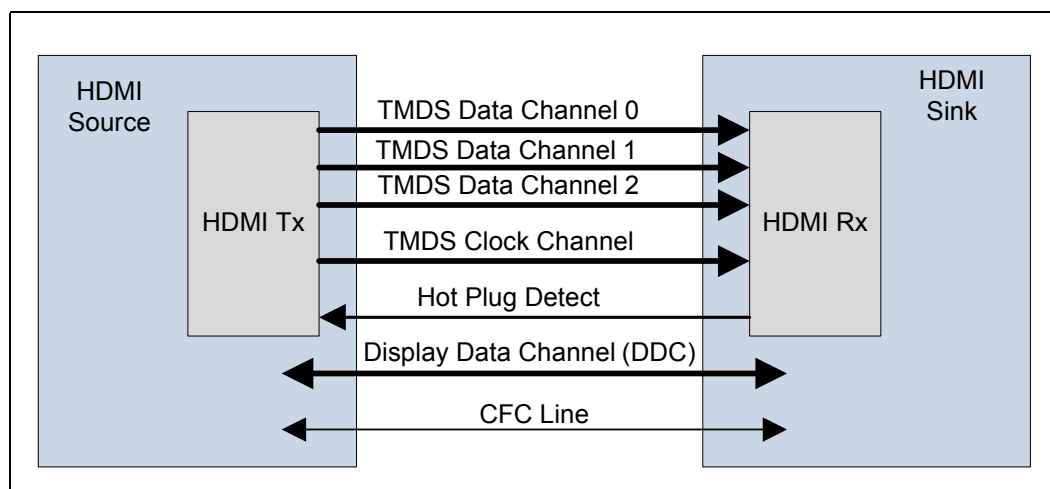 HDMI
Source
HDMI
Sink
TMDS Data Channel 0
TMDS Data Channel 1
TMDS Data Channel 2
HDMI Tx
HDMI Rx
TMDS Clock Channel
Hot Plug Detect
Display Data Channel (DDC)
CFC Line